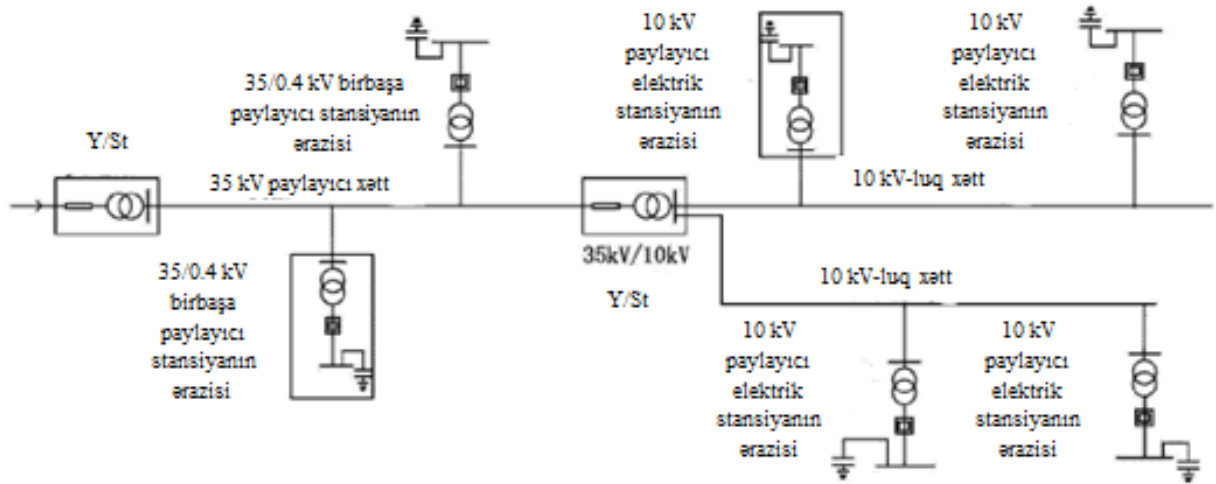 10 kV
paylayıcı
elektrik
stansiyanın
ərazisi
10 kV
paylayıcı
elektrik
stansiyanın
ərazisi
35/0.4 kV birbaşa
paylayıcı stansiyanın
ərazisi
Y/St
35 kV paylayıcı xətt
10 kV-luq xətt
35kV/10kV
Y/St
35/0.4 kV
birbaşa
paylayıcı
stansiyanın
ərazisi
10 kV-luq xətt
10 kV
paylayıcı
elektrik
stansiyanın
ərazisi
10 kV
paylayıcı
elektrik
stansiyanın
ərazisi